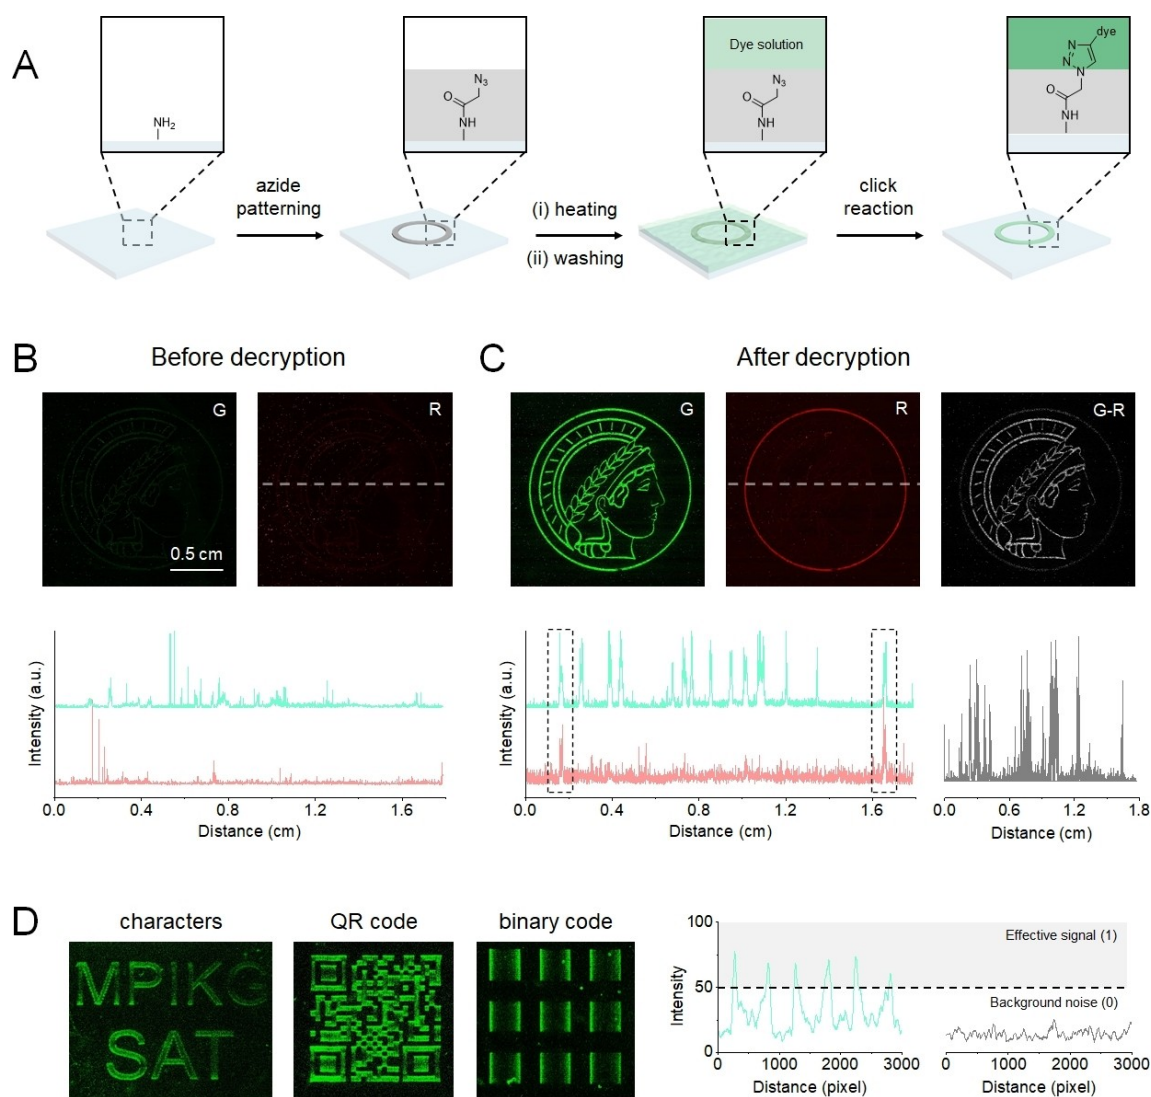 A
NH2
N3
O
NH
Dye solution
N3
O
NH
dye
N
N
N
O
NH
azide
patterning
(i) heating
(ii) washing
click
reaction
B
Before decryption
G
0.5 cm
R
Intensity (a.u.)
0.0 0.4 0.8 1.2 1.6
Distance (cm)
C
After decryption
G
R
G-R
Intensity (a.u.)
0.0 0.4 0.8 1.2 1.6
Distance (cm)
0.0 0.6 1.2 1.8
Distance (cm)
D
characters
MPIKG
SAT
QR code
binary code
Intensity
100
50
0
Effective signal (1)
Background noise (0)
0 1000 2000 3000
Distance (pixel)
0 1000 2000 3000
Distance (pixel)